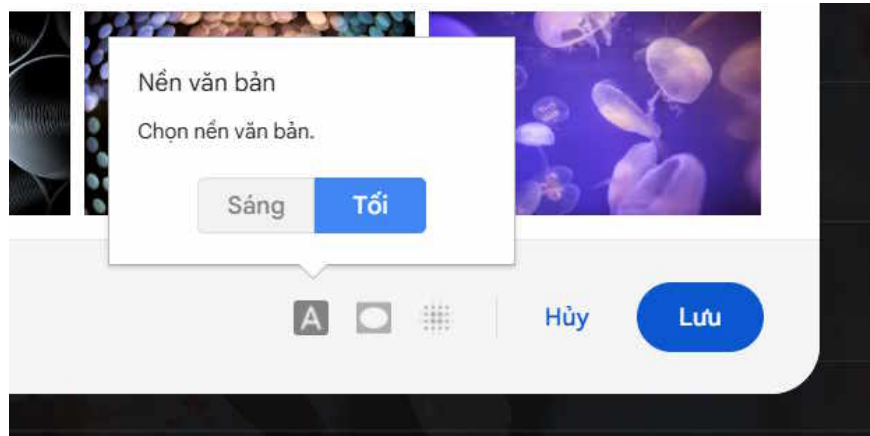 Nền văn bản
Chọn nền văn bản.
Sáng Tối
A Hủy Lưu